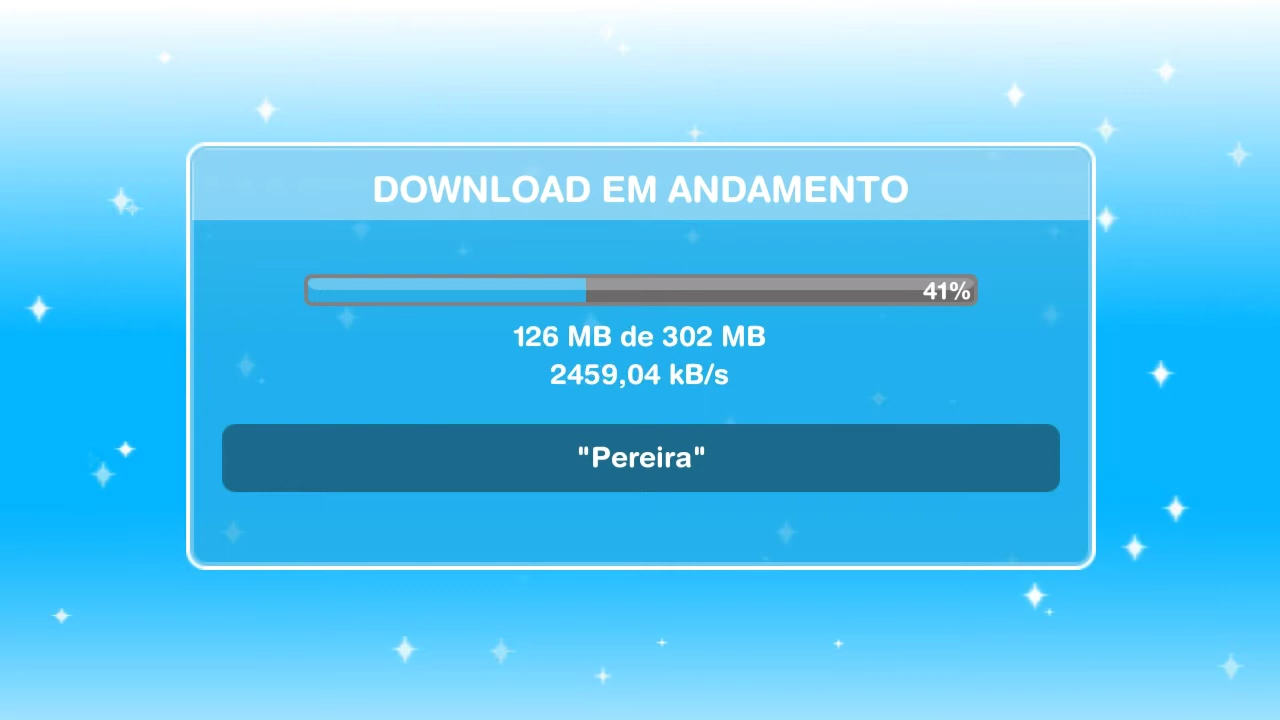 DOWNLOAD EM ANDAMENTO
41%
126 MB de 302 MB
2459,04 kB/s
"Pereira"